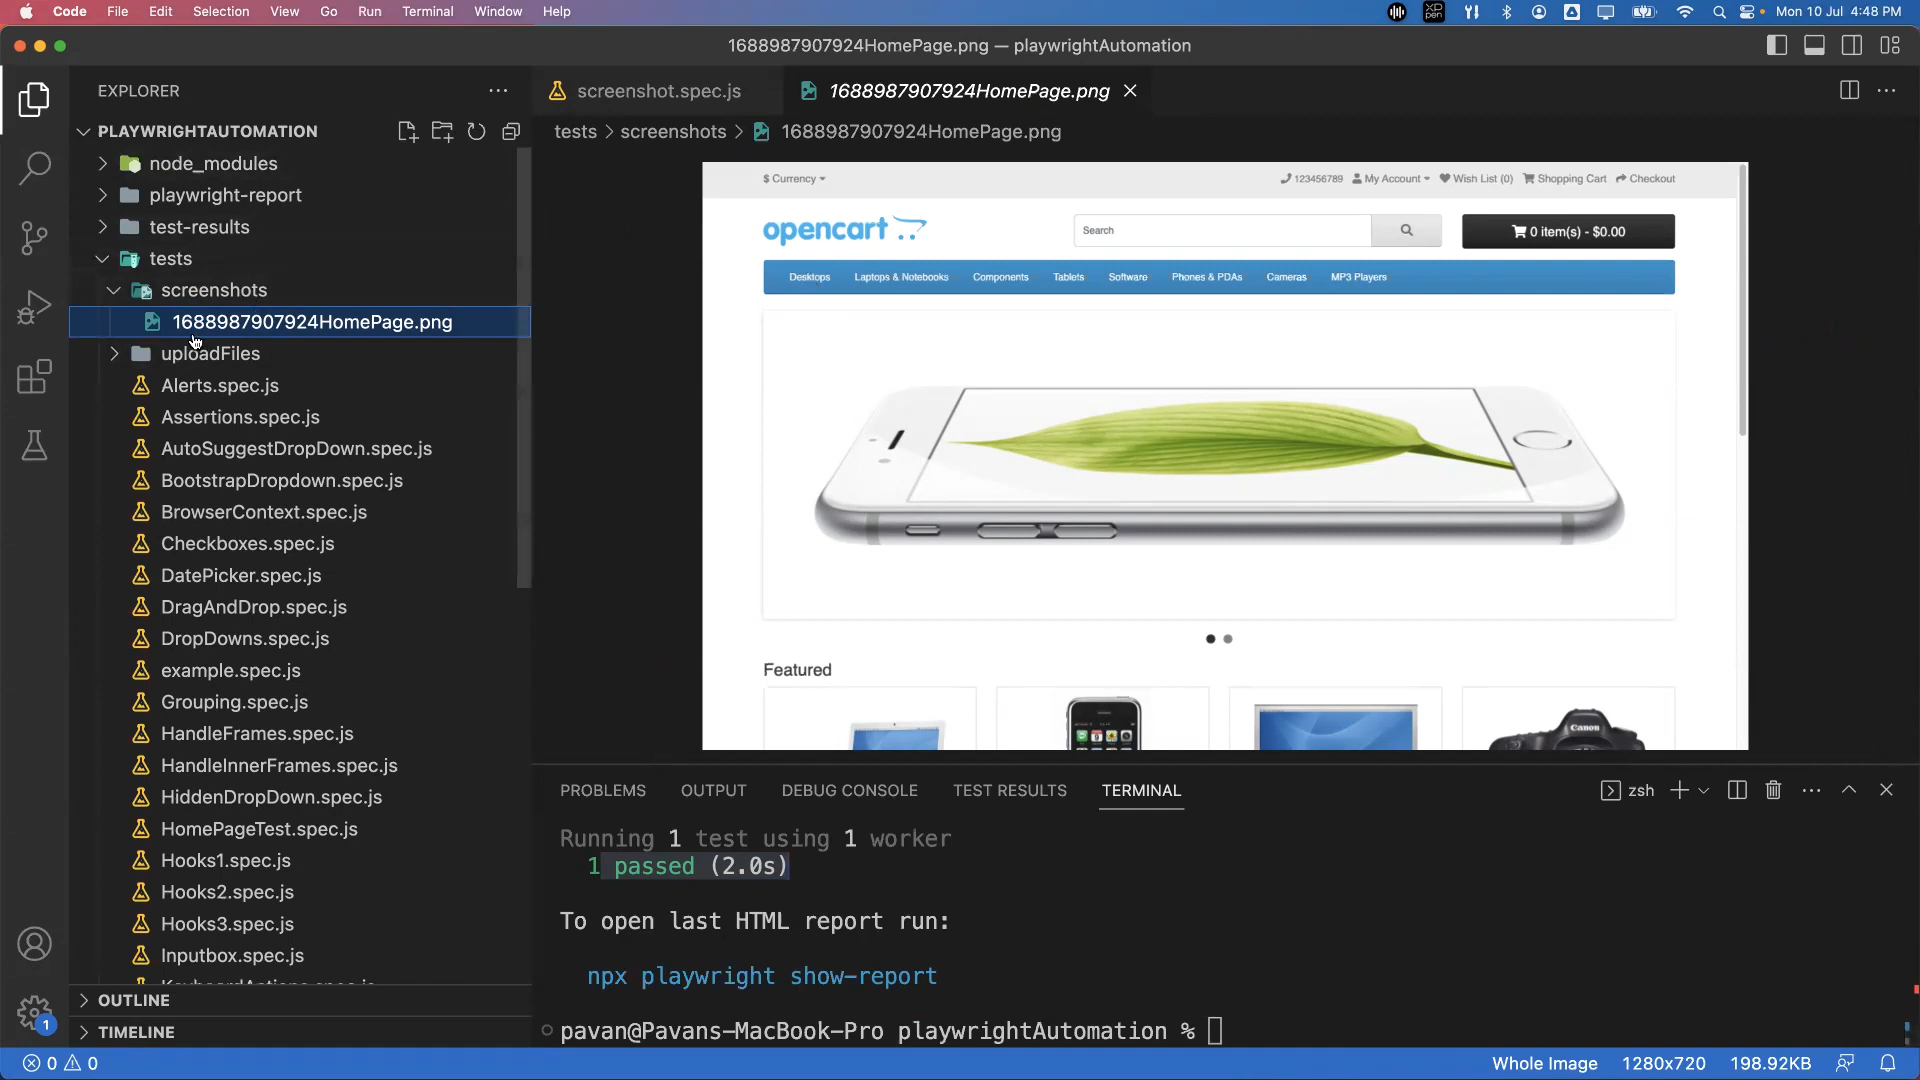 Code File Edit Selection View Go Run Terminal Window Help
XP pen
Mon 10 Jul 4:48 PM
1688987907924HomePage.png — playwrightAutomation
EXPLORER
PLAYWRIGHTAUTOMATION
node_modules
playwright-report
test-results
tests
screenshots
1688987907924HomePage.png
uploadFiles
Alerts.spec.js
Assertions.spec.js
AutoSuggestDropDown.spec.js
BootstrapDropdown.spec.js
BrowserContext.spec.js
Checkboxes.spec.js
DatePicker.spec.js
DragAndDrop.spec.js
DropDowns.spec.js
example.spec.js
Grouping.spec.js
HandleFrames.spec.js
HandleInnerFrames.spec.js
HiddenDropDown.spec.js
HomePageTest.spec.js
Hooks1.spec.js
Hooks2.spec.js
Hooks3.spec.js
Inputbox.spec.js
OUTLINE
TIMELINE
1
screenshot.spec.js 1688987907924HomePage.png
tests > screenshots > 1688987907924HomePage.png
$ Currency 123456789 My Account Wish List (0) Shopping Cart Checkout
opencart Search 0 item(s) - $0.00
Desktops Laptops & Notebooks Components Tablets Software Phones & PDAs Cameras MP3 Players
Featured
Canon
PROBLEMS OUTPUT DEBUG CONSOLE TEST RESULTS TERMINAL zsh
Running 1 test using 1 worker
1 passed (2.0s)
To open last HTML report run:
npx playwright show-report
pavan@Pavans-MacBook-Pro playwrightAutomation %
0 0 Whole Image 1280x720 198.92KB